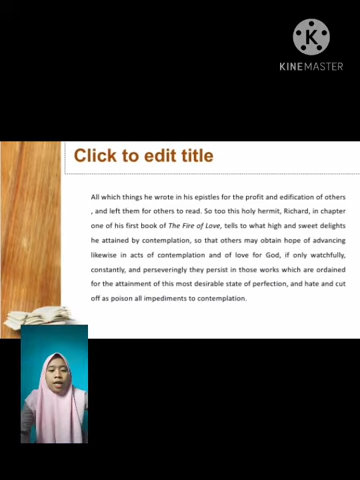 K
KINEMASTER
Click to edit title
All which things he wrote in his epistles for the profit and edification of others
, and left them for others to read. So too this holy hermit, Richard, in chapter
one of his first book of The Fire of Love, tells to what high and sweet delights
he attained by contemplation, so that others may obtain hope of advancing
likewise in acts of contemplation and of love for God, if only watchfully,
constantly, and perseveringly they persist in those works which are ordained
for the attainment of this most desirable state of perfection, and hate and cut
off as poison all impediments to contemplation.